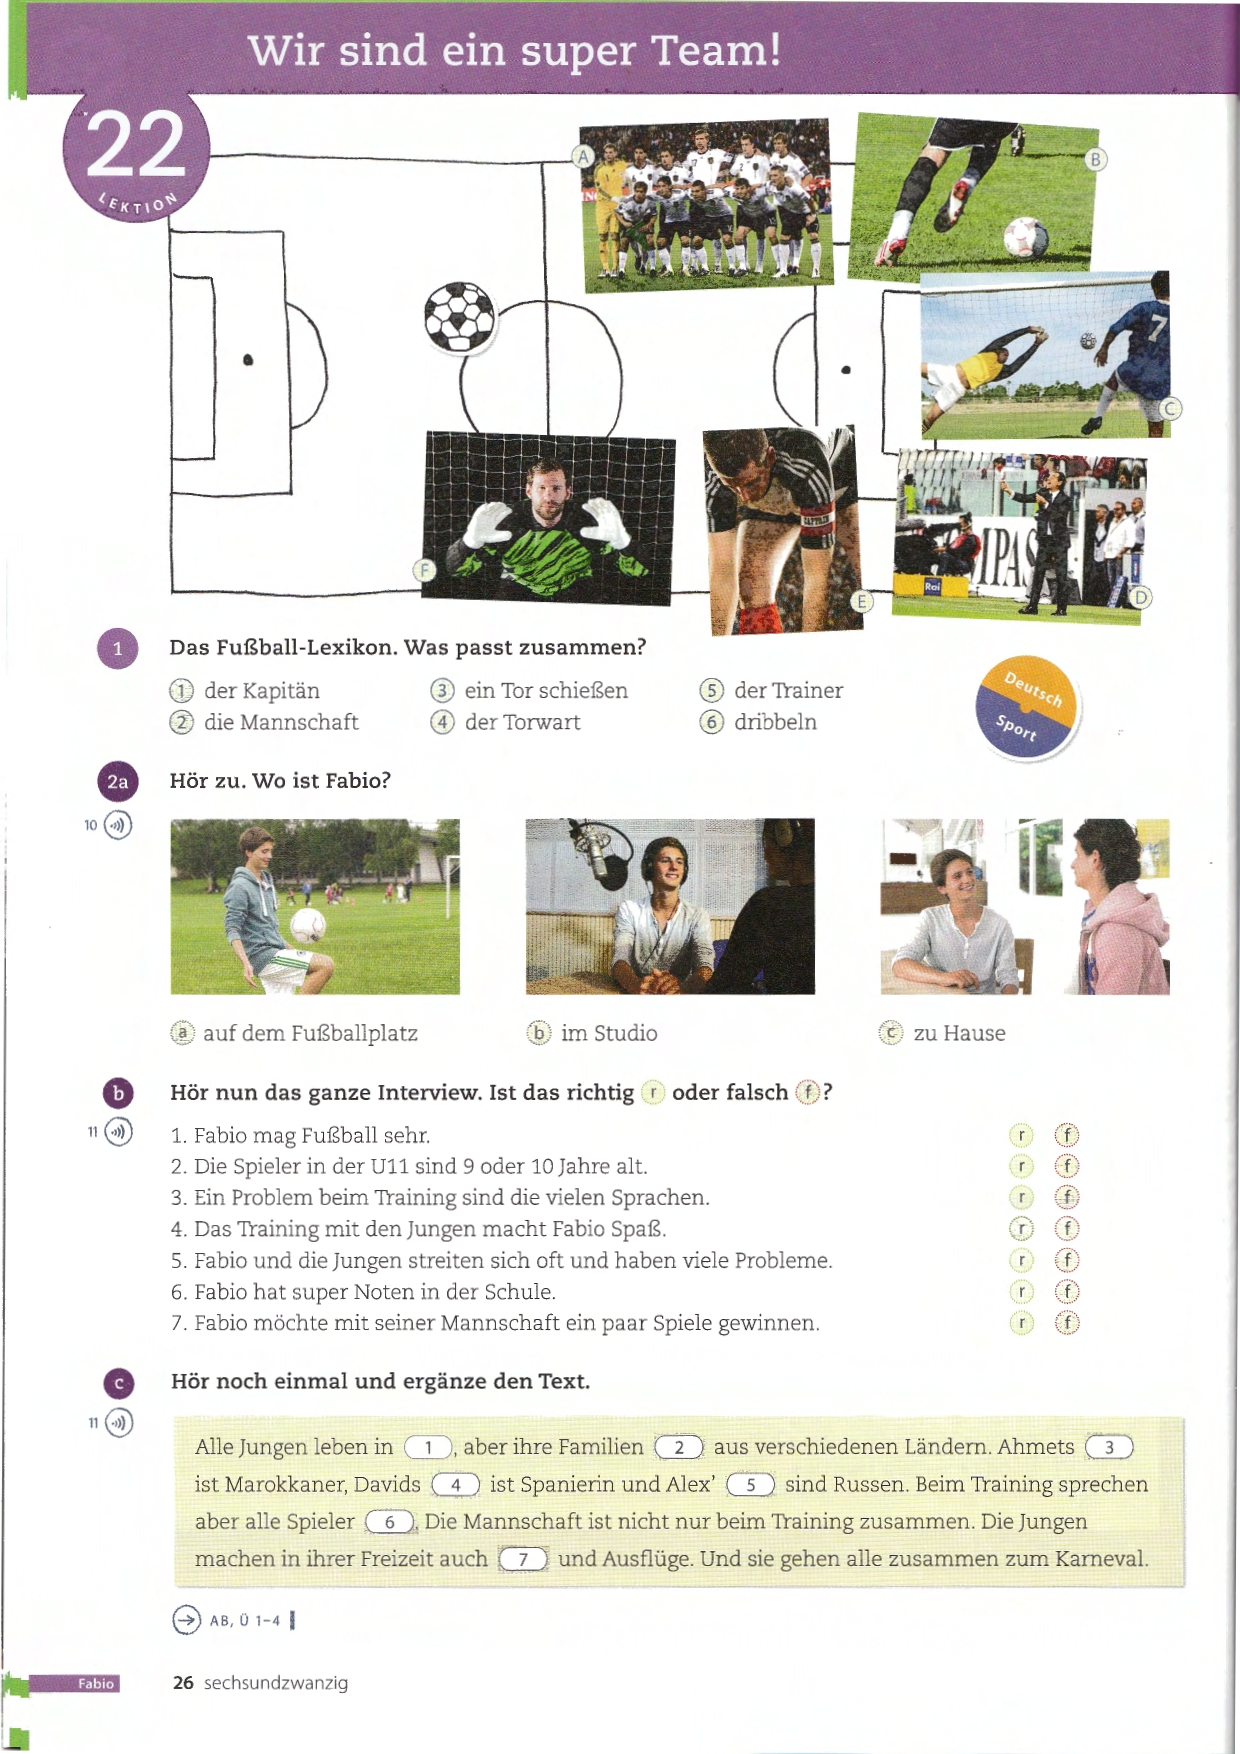 Wir sind ein super Team!
22
LEKTION
A
B
7
C
CAPTAIN
IPAS
Rai
D
E
F
1 Das Fußball-Lexikon. Was passt zusammen?
1 der Kapitän 3 ein Tor schießen 5 der Trainer
2 die Mannschaft 4 der Torwart 6 dribbeln
Deutsch
Sport
2a Hör zu. Wo ist Fabio?
10
a auf dem Fußballplatz b im Studio c zu Hause
b Hör nun das ganze Interview. Ist das richtig r oder falsch f ?
11
1. Fabio mag Fußball sehr. r f
2. Die Spieler in der U11 sind 9 oder 10 Jahre alt. r f
3. Ein Problem beim Training sind die vielen Sprachen. r f
4. Das Training mit den Jungen macht Fabio Spaß. r f
5. Fabio und die Jungen streiten sich oft und haben viele Probleme. r f
6. Fabio hat super Noten in der Schule. r f
7. Fabio möchte mit seiner Mannschaft ein paar Spiele gewinnen. r f
c Hör noch einmal und ergänze den Text.
11
Alle Jungen leben in 1 , aber ihre Familien 2 aus verschiedenen Ländern. Ahmets 3
ist Marokkaner, Davids 4 ist Spanierin und Alex’ 5 sind Russen. Beim Training sprechen
aber alle Spieler 6 . Die Mannschaft ist nicht nur beim Training zusammen. Die Jungen
machen in ihrer Freizeit auch 7 und Ausflüge. Und sie gehen alle zusammen zum Karneval.
AB, Ü 1–4
Fabio 26 sechsundzwanzig